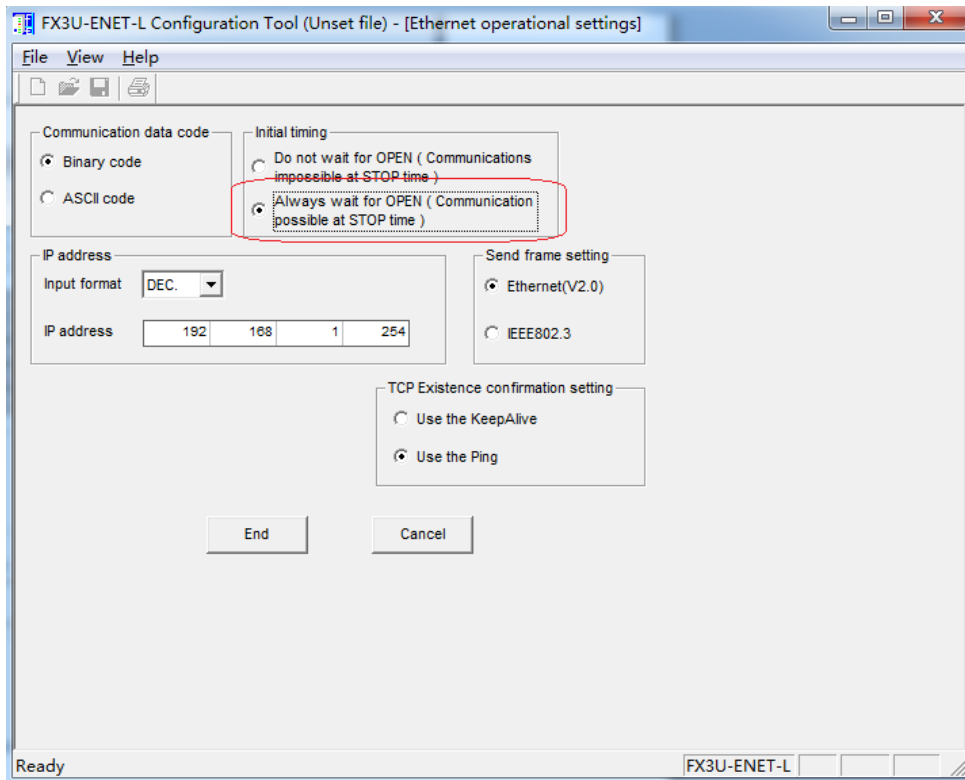 FX3U-ENET-L Configuration Tool (Unset file) - [Ethernet operational settings]
File View Help
Communication data code
Binary code
ASCII code
Initial timing
Do not wait for OPEN ( Communications
impossible at STOP time )
Always wait for OPEN ( Communication
possible at STOP time )
IP address
Input format DEC.
IP address 192 168 1 254
Send frame setting
Ethernet(V2.0)
IEEE802.3
TCP Existence confirmation setting
Use the KeepAlive
Use the Ping
End Cancel
Ready FX3U-ENET-L